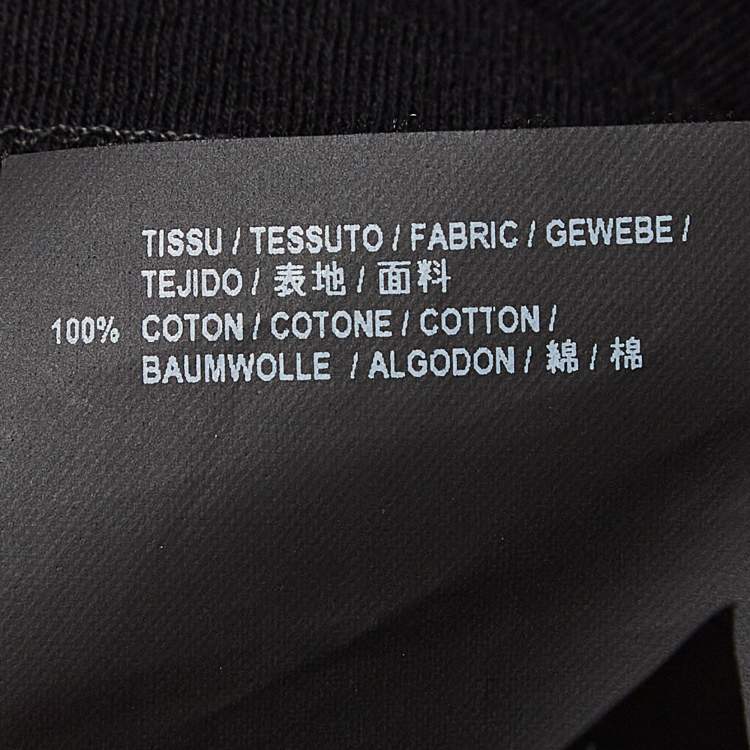 TISSU / TESSUTO / FABRIC / GEWEBE /
TEJIDO / 表地 / 面料
100% COTON / COTONE / COTTON /
BAUMWOLLE / ALGODON / 綿 / 棉